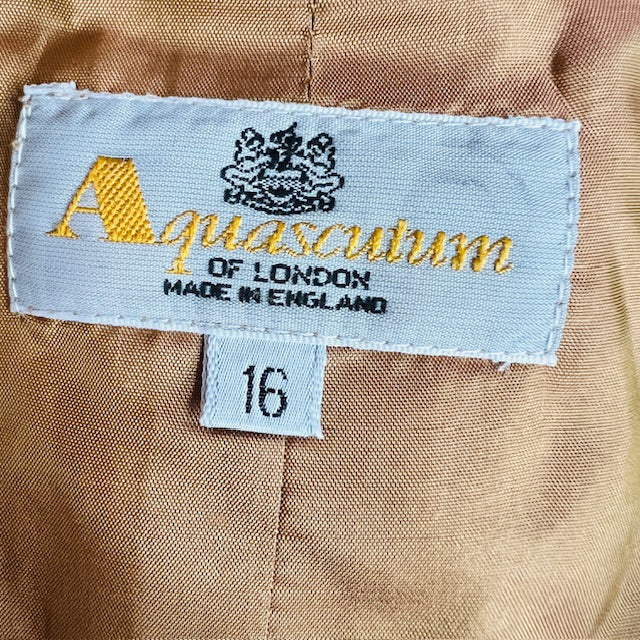 Aquascutum
OF LONDON
MADE IN ENGLAND
16